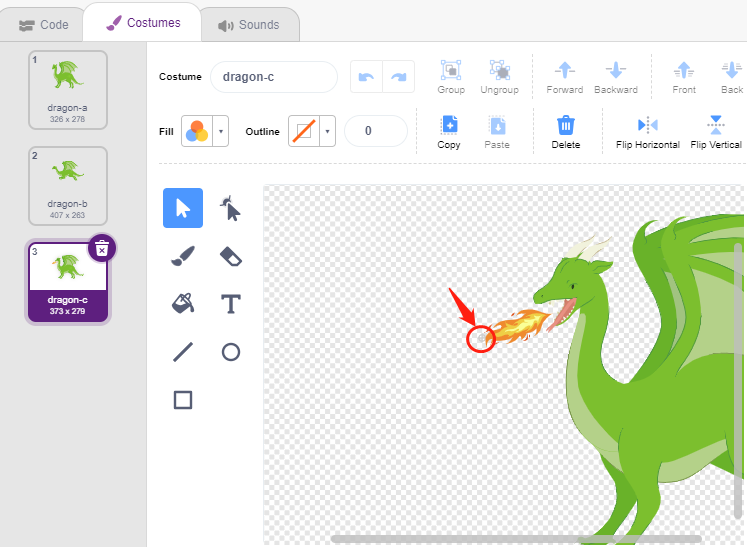 Code Costumes Sounds
1
dragon-a
326 x 278
2
dragon-b
407 x 263
3
dragon-c
373 x 279
Costume dragon-c
Group Ungroup Forward Backward Front Back
Fill Outline 0
Copy Paste Delete Flip Horizontal Flip Vertical
T